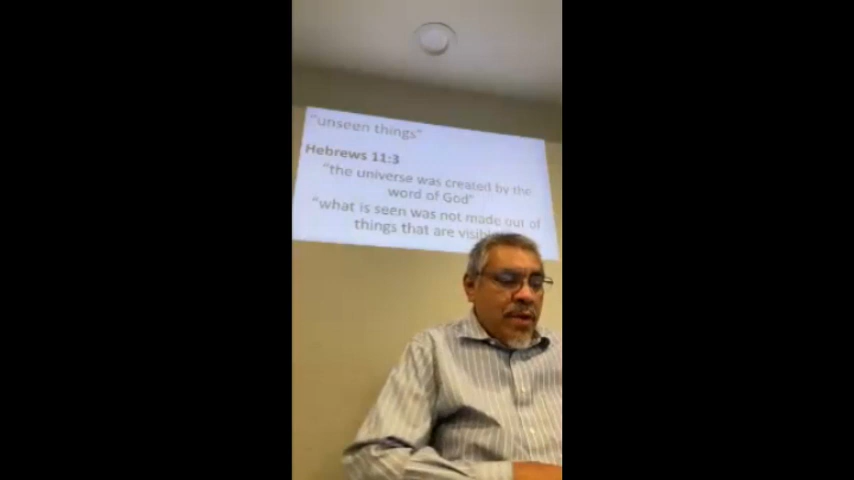 "unseen things"
Hebrews 11:3
"the universe was created by the
word of God"
"what is seen was not made out of
things that are